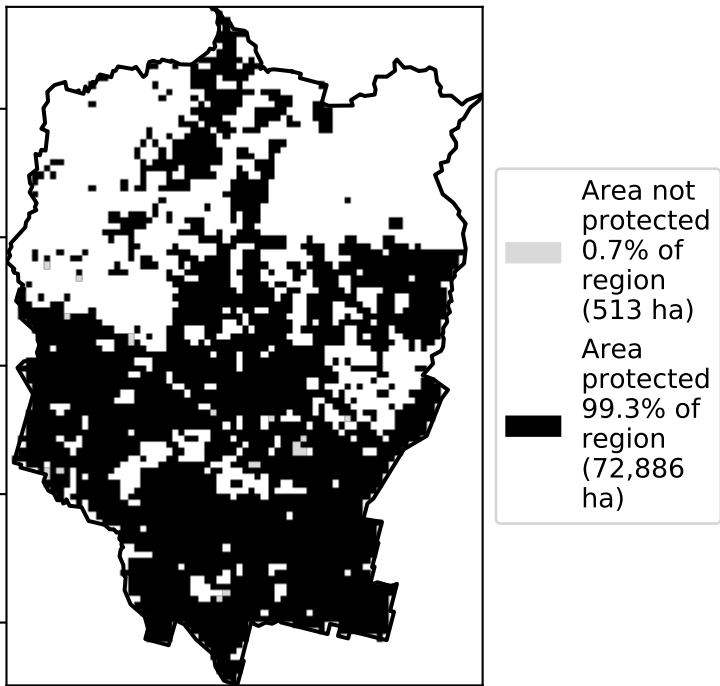 Area not
protected
0.7% of
region
(513 ha)
Area
protected
99.3% of
region
(72,886
ha)